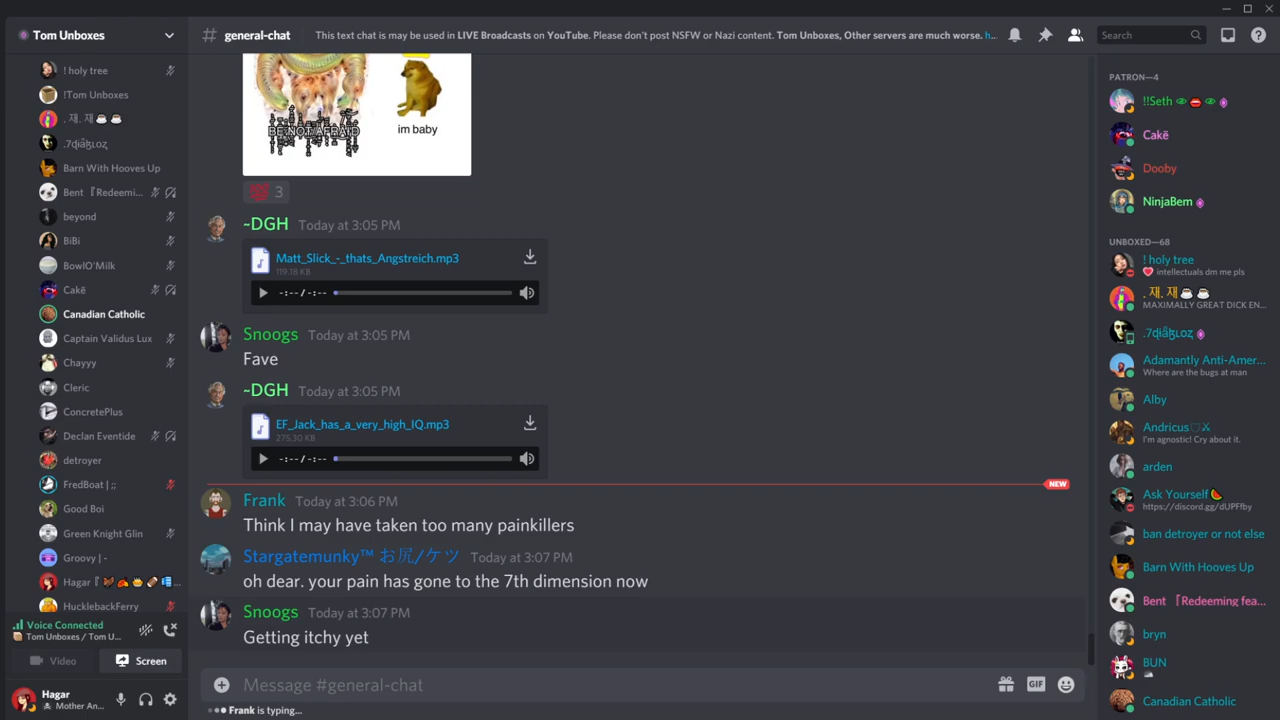 Tom Unboxes
! holy tree
!Tom Unboxes
. 재. 재
Barn With Hooves Up
Bent 『Redeemi...
beyond
BiBi
BowlO'Milk
Cakë
Canadian Catholic
Captain Validus Lux
Chayyy
Cleric
ConcretePlus
Declan Eventide
detroyer
FredBoat | ;;
Good Boi
Green Knight Glin
Groovy | -
Hagar『
HucklebackFerry
Voice Connected
Tom Unboxes / Tom U...
Video
Screen
Hagar
Mother An...
# general-chat
This text chat is may be used in LIVE Broadcasts on YouTube. Please don't post NSFW or Nazi content. Tom Unboxes, Other servers are much worse. h...
Search
BE NOT AFRAID
im baby
3
~DGH Today at 3:05 PM
Matt_Slick_-_thats_Angstreich.mp3
119.18 KB
-:-- / -:--
Snoogs Today at 3:05 PM
Fave
~DGH Today at 3:05 PM
EF_Jack_has_a_very_high_IQ.mp3
275.30 KB
-:-- / -:--
NEW
Frank Today at 3:06 PM
Think I may have taken too many painkillers
Stargatemunky™ お尻/ケツ Today at 3:07 PM
oh dear. your pain has gone to the 7th dimension now
Snoogs Today at 3:07 PM
Getting itchy yet
Message #general-chat
GIF
Frank is typing...
PATRON—4
!!Seth
Cakë
Dooby
NinjaBem
UNBOXED—68
! holy tree
intellectuals dm me pls
. 재. 재
MAXIMALLY GREAT DICK EN...
Adamantly Anti-Amer...
Where are the bugs at man
Alby
Andricus
I'm agnostic! Cry about it.
arden
Ask Yourself
https://discord.gg/dUPFfby
ban detroyer or not else
Barn With Hooves Up
Bent 『Redeeming fea...
bryn
BUN
Canadian Catholic